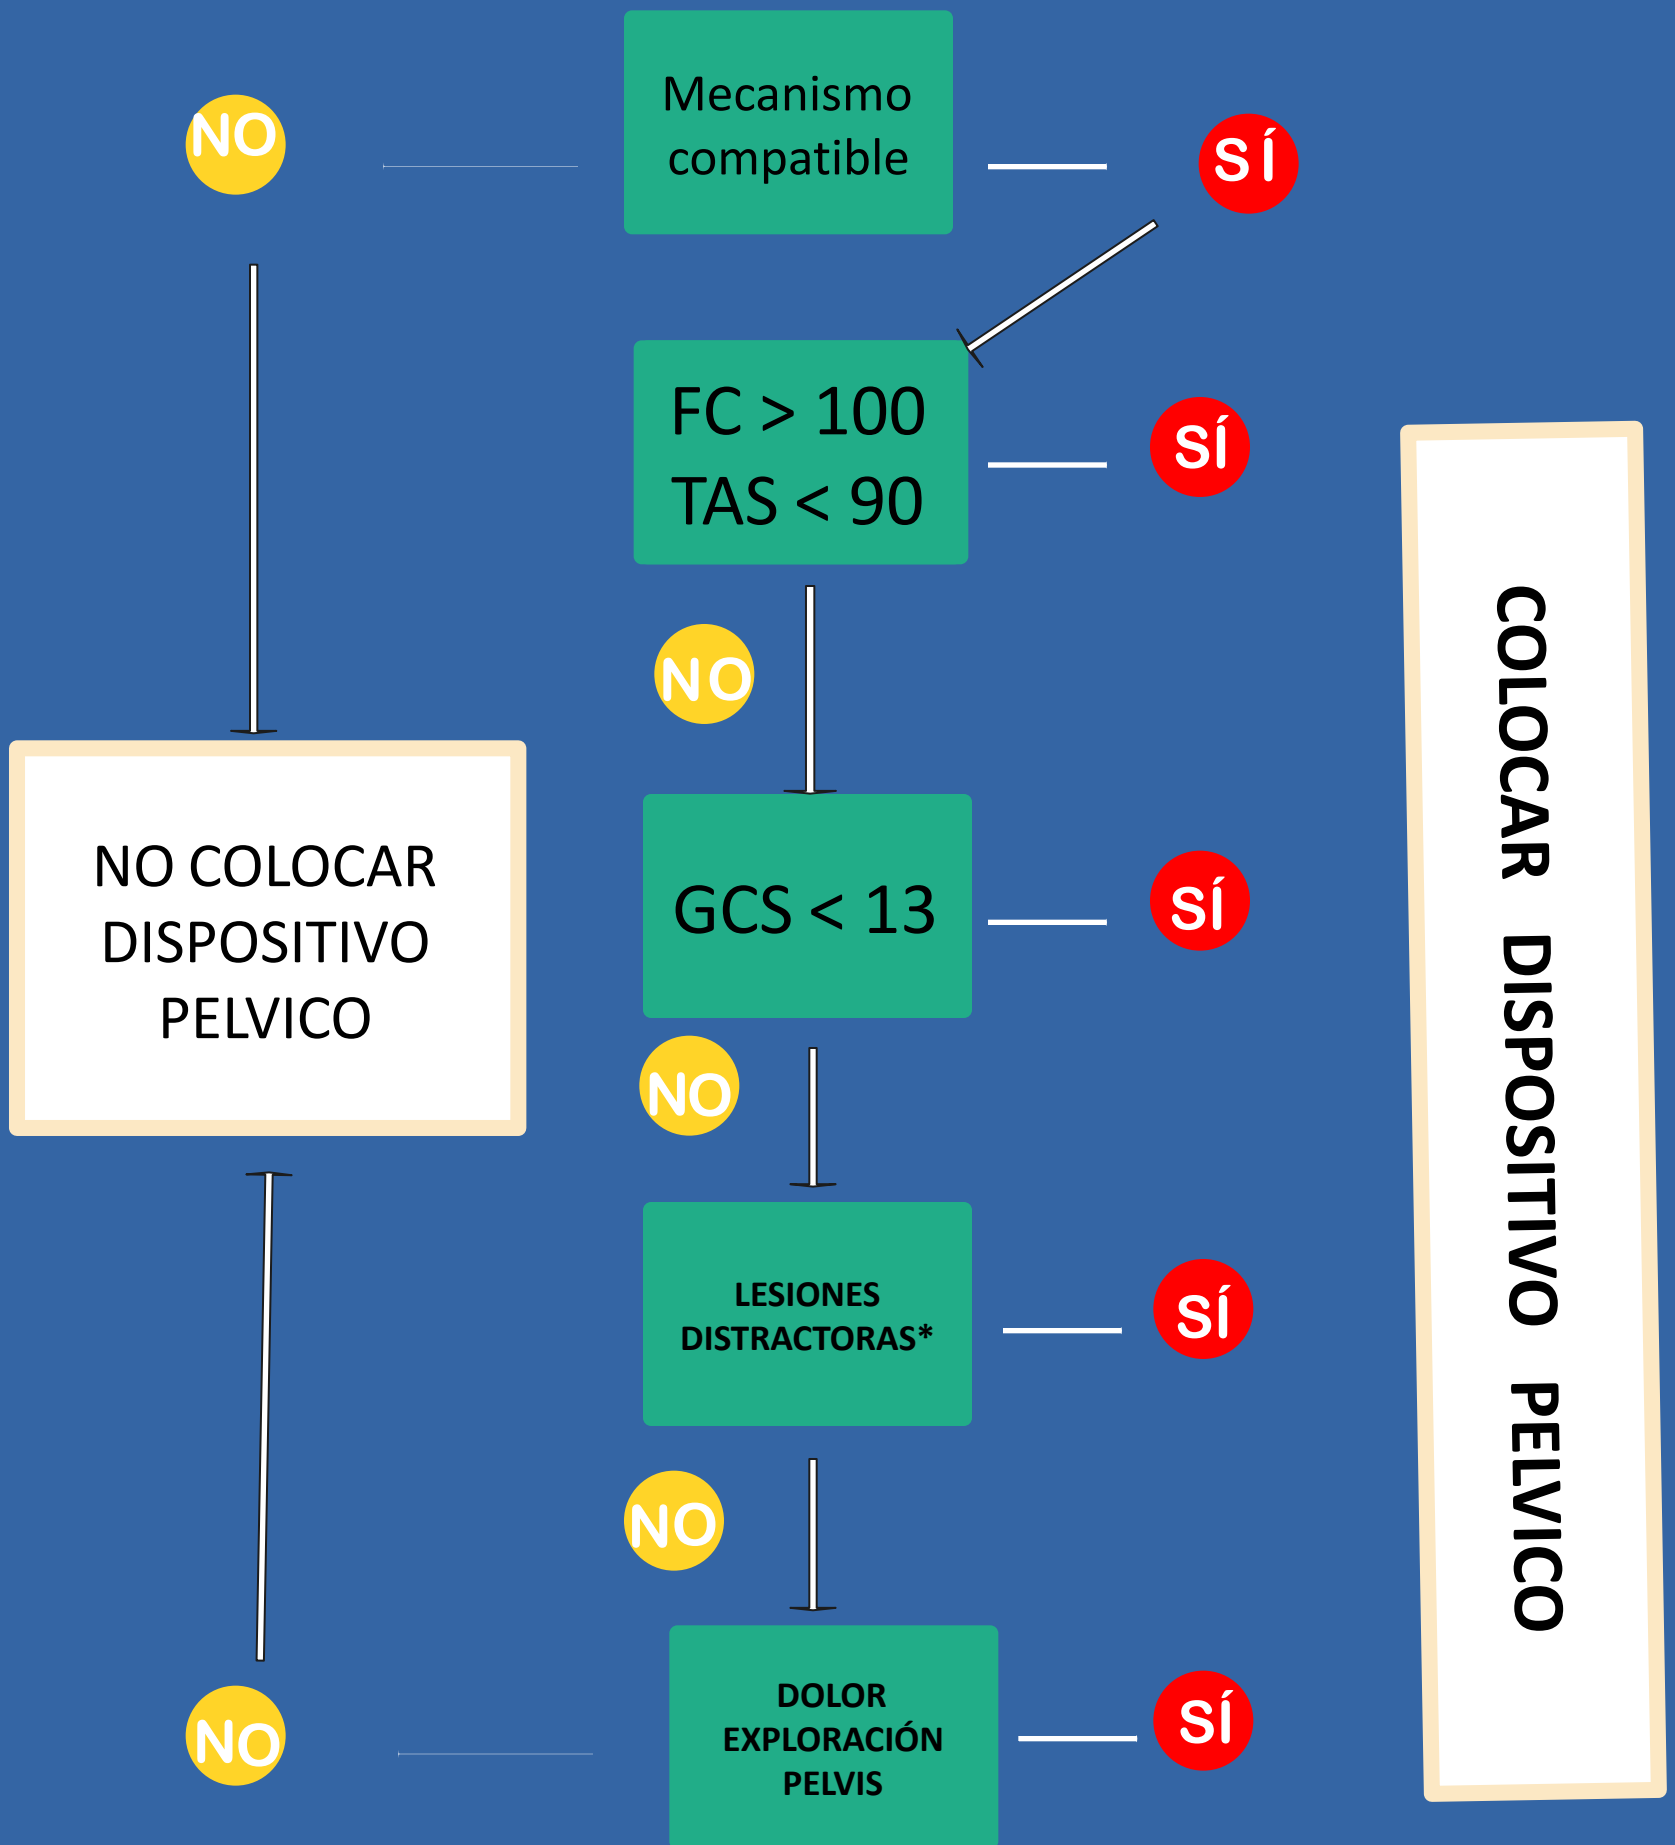 NO
Mecanismo
compatible
SÍ
FC > 100
TAS < 90
SÍ
NO
NO COLOCAR
DISPOSITIVO
PELVICO
GCS < 13
SÍ
COLOCAR DISPOSITIVO PELVICO
NO
LESIONES
DISTRACTORAS*
SÍ
NO
DOLOR
EXPLORACIÓN
PELVIS
SÍ
NO